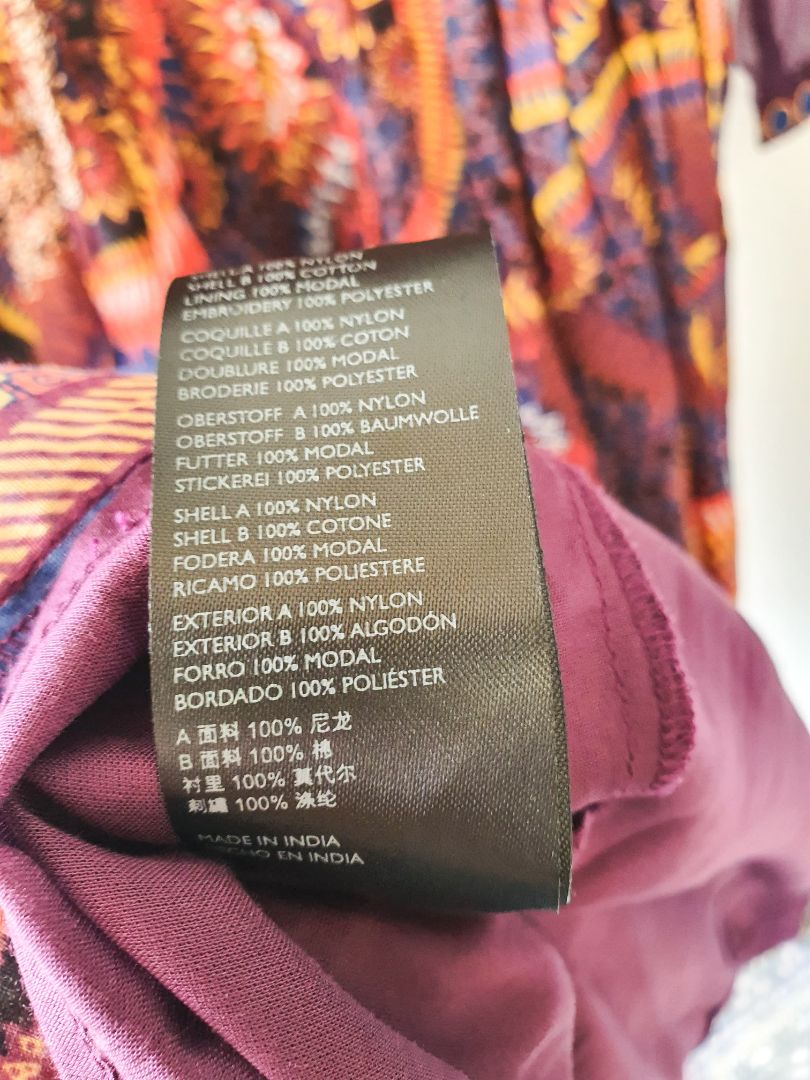 SHELL A 100% NYLON
SHELL B 100% COTTON
LINING 100% MODAL
EMBROIDERY 100% POLYESTER
COQUILLE A 100% NYLON
COQUILLE B 100% COTON
DOUBLURE 100% MODAL
BRODERIE 100% POLYESTER
OBERSTOFF A 100% NYLON
OBERSTOFF B 100% BAUMWOLLE
FUTTER 100% MODAL
STICKEREI 100% POLYESTER
SHELL A 100% NYLON
SHELL B 100% COTONE
FODERA 100% MODAL
RICAMO 100% POLIESTERE
EXTERIOR A 100% NYLON
EXTERIOR B 100% ALGODÓN
FORRO 100% MODAL
BORDADO 100% POLIÉSTER
A 面料 100% 尼龙
B 面料 100% 棉
衬里 100% 莫代尔
刺繡 100% 涤纶
MADE IN INDIA
HECHO EN INDIA